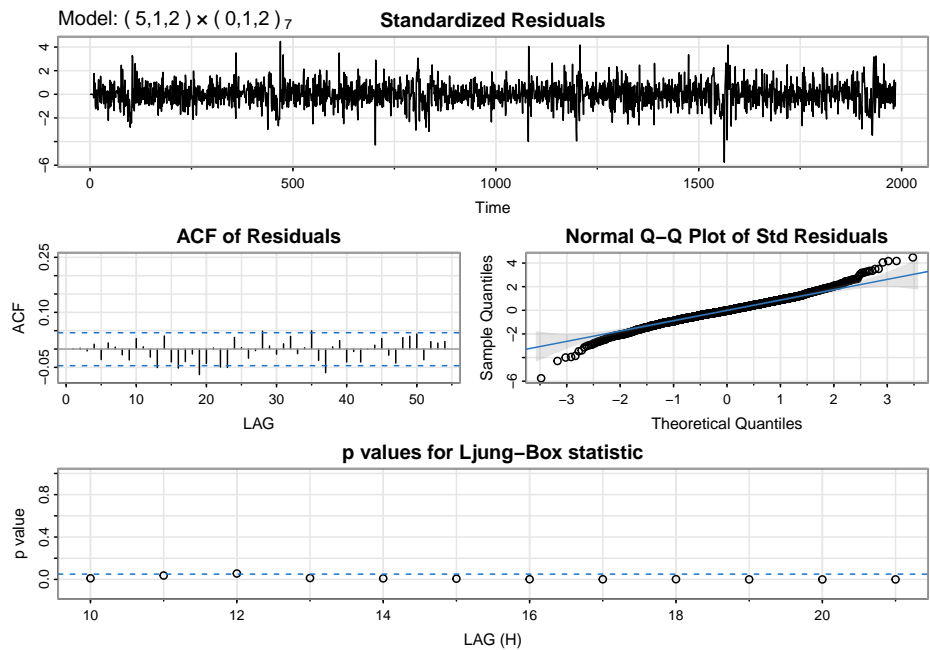 Model: ( 5,1,2 ) × ( 0,1,2 ) 7
Standardized Residuals
4
2
0
−2
−6
0 500 1000 1500 2000
Time
ACF of Residuals
0.25
0.10
−0.05
ACF
0 10 20 30 40 50
LAG
Normal Q−Q Plot of Std Residuals
4
2
0
−2
−6
Sample Quantiles
−3 −2 −1 0 1 2 3
Theoretical Quantiles
p values for Ljung−Box statistic
0.8
0.4
0.0
p value
10 12 14 16 18 20
LAG (H)